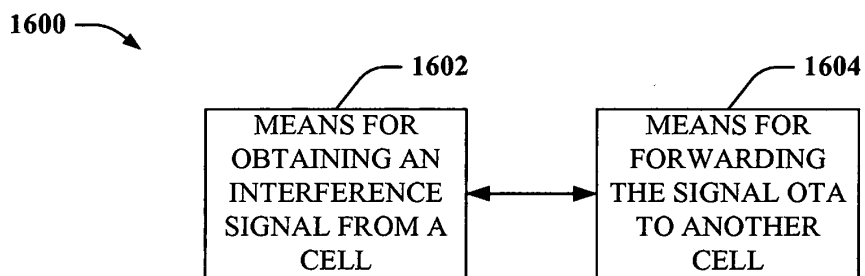 1600
1602
1604
MEANS FOR
OBTAINING AN
INTERFERENCE
SIGNAL FROM A
CELL
MEANS FOR
FORWARDING
THE SIGNAL OTA
TO ANOTHER
CELL